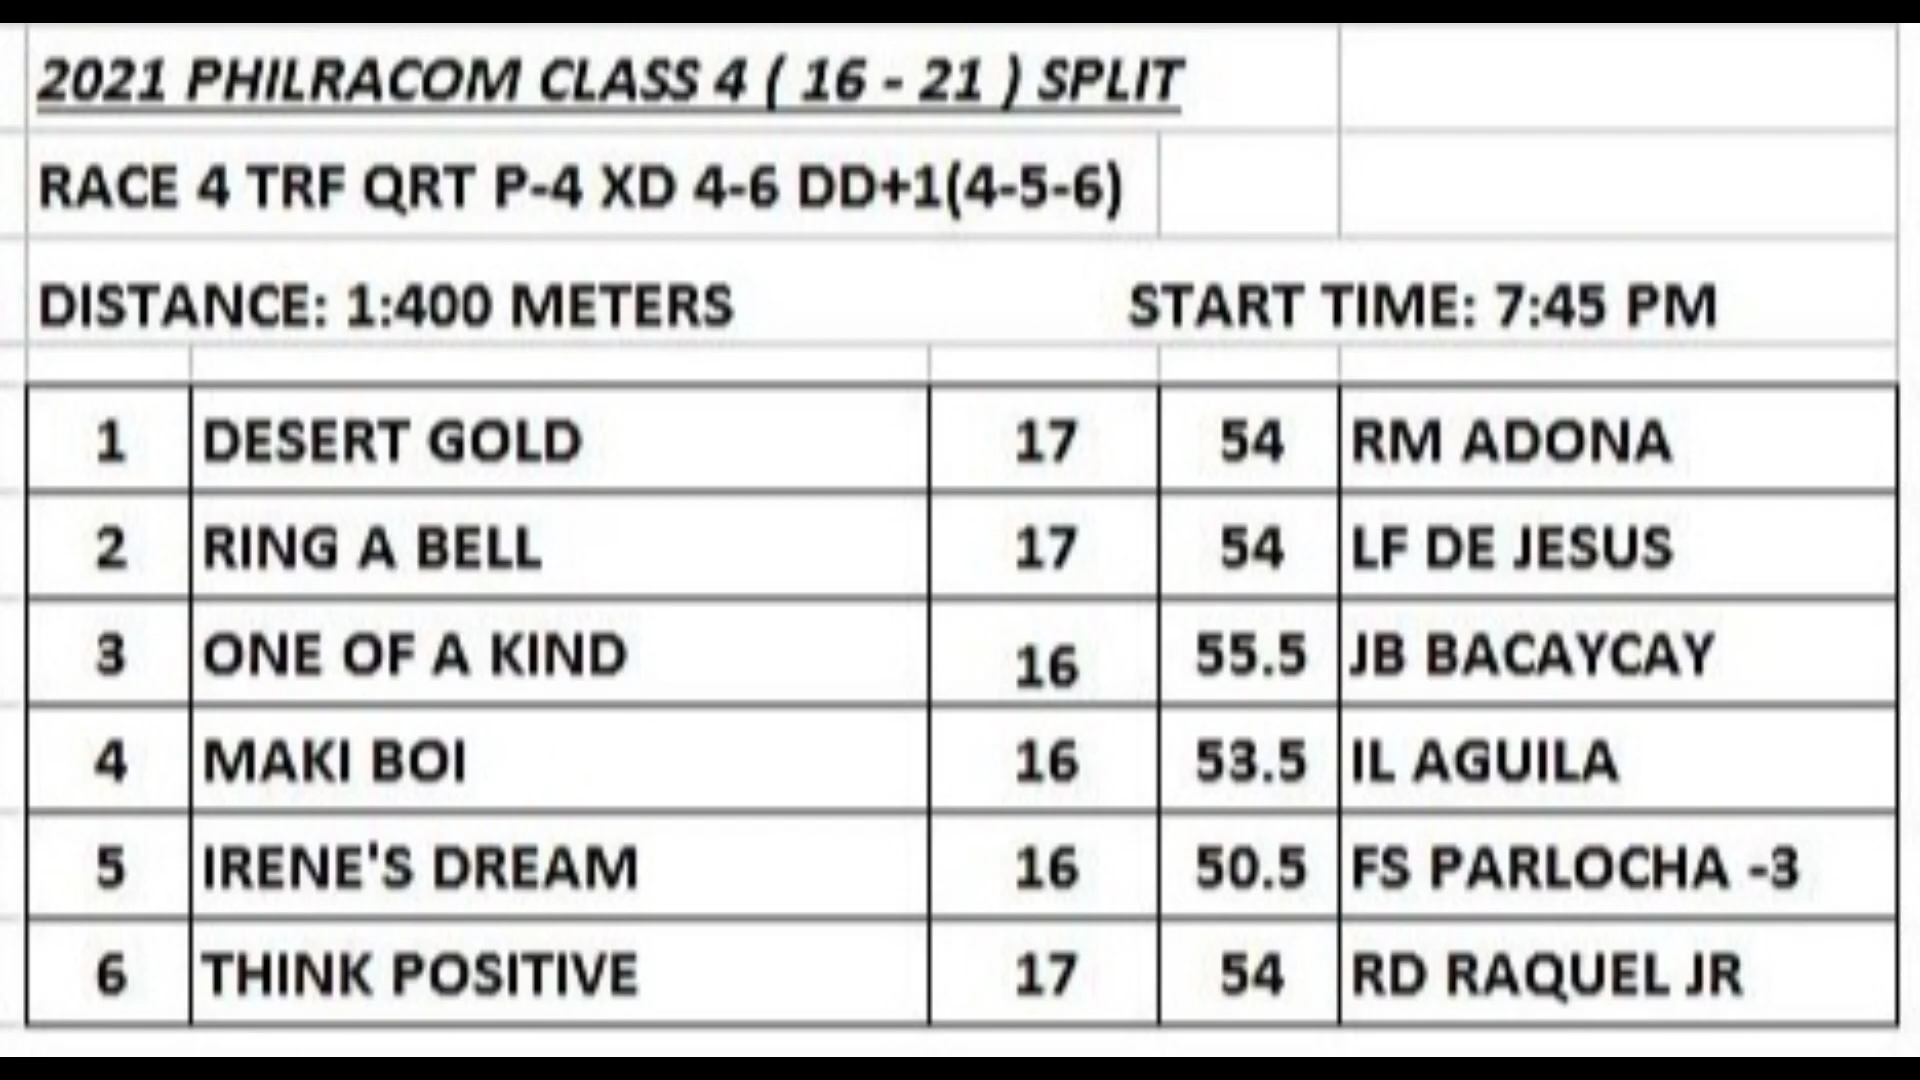 2021 PHILRACOM CLASS 4 ( 16 - 21 ) SPLIT
RACE 4 TRF QRT P-4 XD 4-6 DD+1(4-5-6)
DISTANCE: 1:400 METERS START TIME: 7:45 PM
1 DESERT GOLD 17 54 RM ADONA
2 RING A BELL 17 54 LF DE JESUS
3 ONE OF A KIND 16 55.5 JB BACAYCAY
4 MAKI BOI 16 53.5 IL AGUILA
5 IRENE'S DREAM 16 50.5 FS PARLOCHA -3
6 THINK POSITIVE 17 54 RD RAQUEL JR